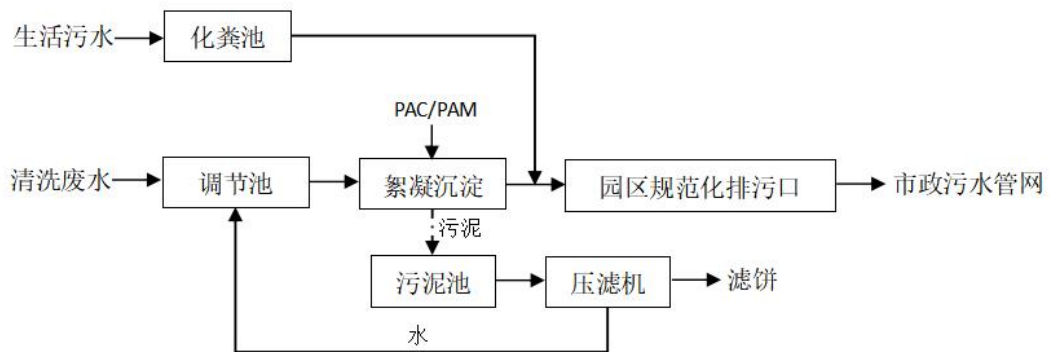 生活污水
化粪池
PAC/PAM
清洗废水
调节池
絮凝沉淀
园区规范化排污口
市政污水管网
污泥
污泥池
压滤机
滤饼
水